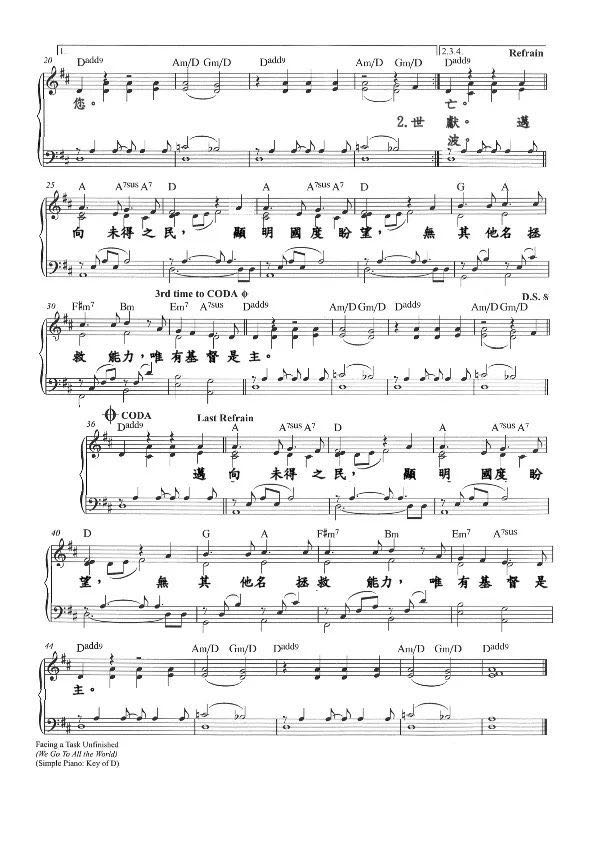 1. 2.3.4. Refrain
20 Dadd9 Am/D Gm/D Dadd9 Am/D Gm/D Dadd9
您。 亡。
2.世 獻。 邁
波。
25 A A7sus A7 D A A7sus A7 D G A
向 未得之民，顯明國度盼望，無其他名拯
3rd time to CODA D.S.
30 F#m7 Bm Em7 A7sus Dadd9 Am/D Gm/D Dadd9 Am/D Gm/D
救 能力，唯有基督是主。
CODA Last Refrain
36 Dadd9 A A7sus A7 D A A7sus A7
邁 向 未得之民，顯明 國度盼
40 D G A F#m7 Bm Em7 A7sus
望， 無其他名拯救 能力， 唯有基督是
44 Dadd9 Am/D Gm/D Dadd9 Am/D Gm/D Dadd9
主。
Facing a Task Unfinished
(We Go To All the World)
(Simple Piano: Key of D)